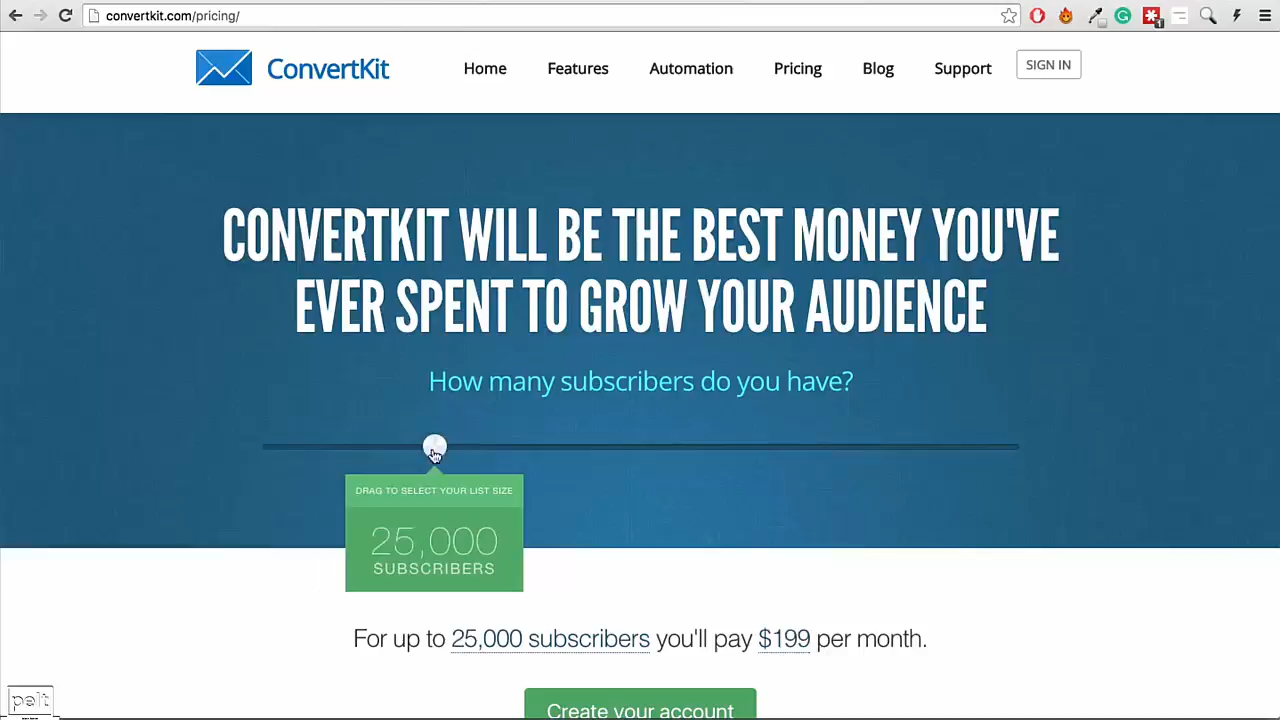 convertkit.com/pricing/
1
ConvertKit
Home
Features
Automation
Pricing
Blog
Support
SIGN IN
CONVERTKIT WILL BE THE BEST MONEY YOU'VE
EVER SPENT TO GROW YOUR AUDIENCE
How many subscribers do you have?
DRAG TO SELECT YOUR LIST SIZE
25,000
SUBSCRIBERS
For up to 25,000 subscribers you'll pay $199 per month.
Create your account
pelt